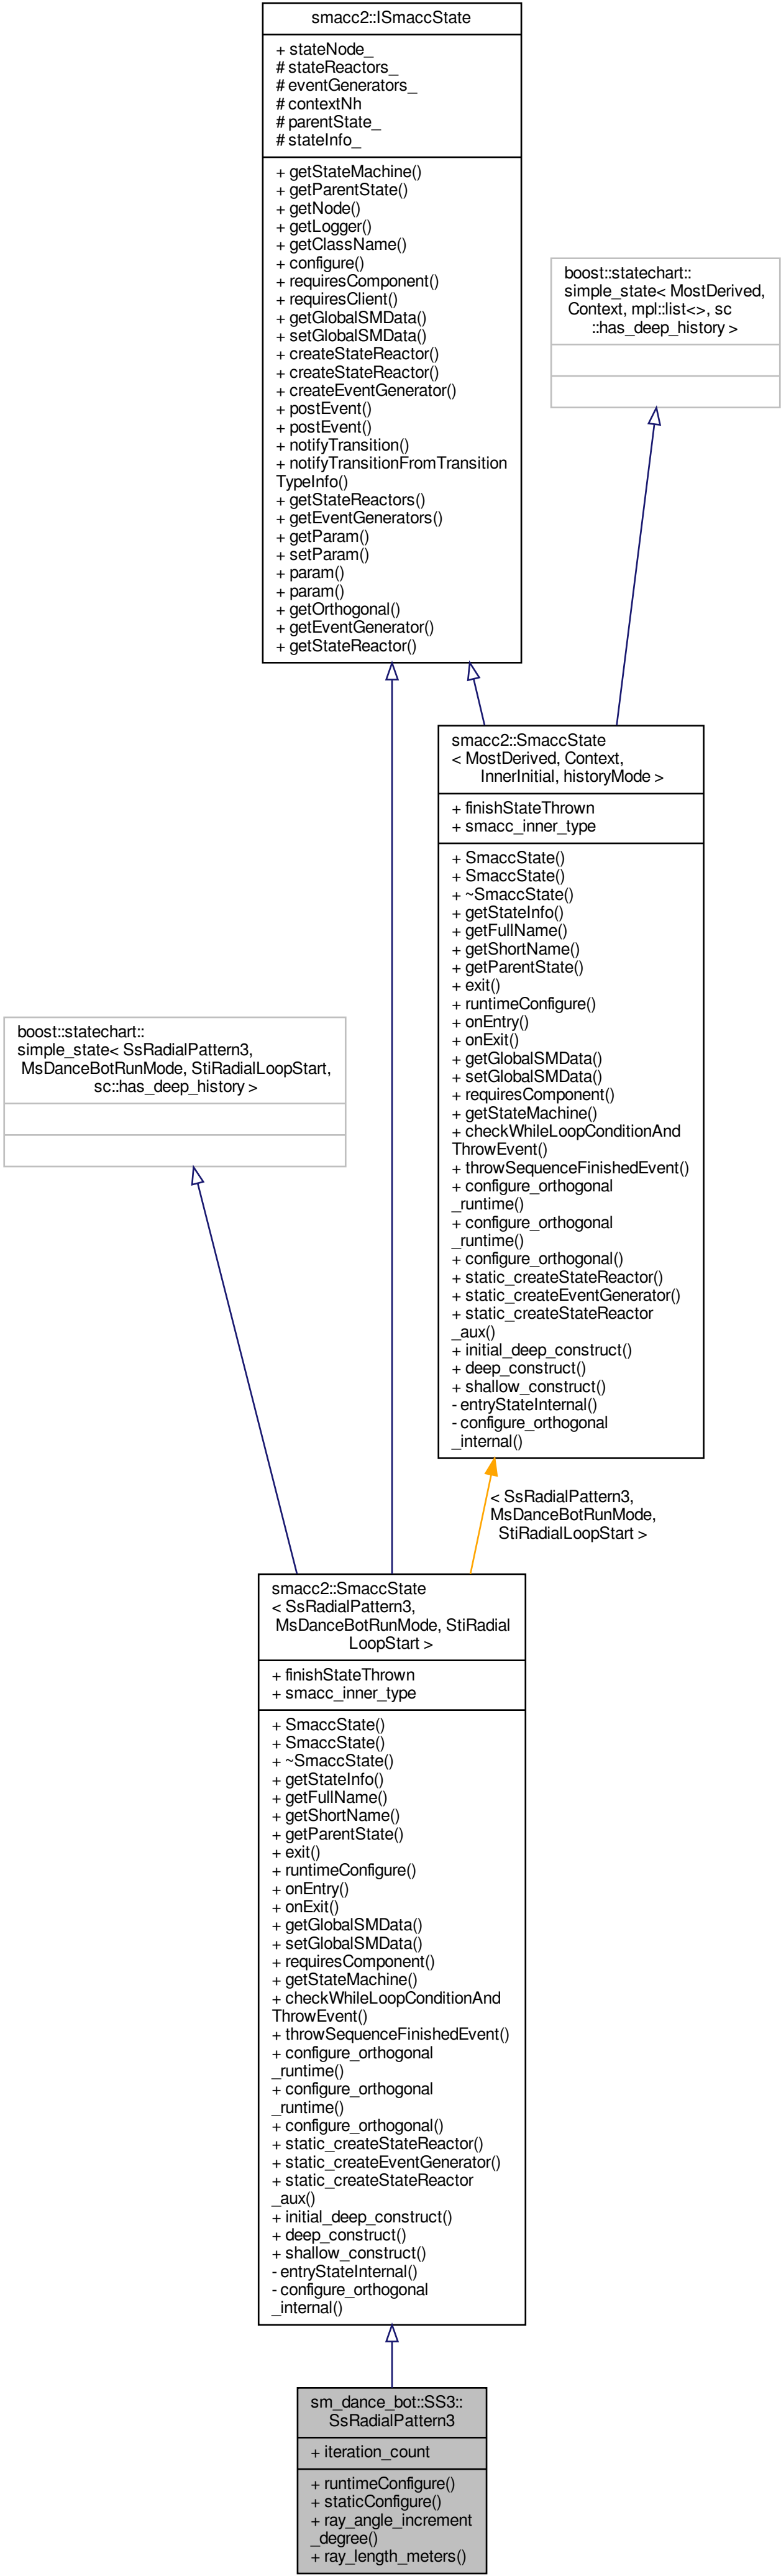 smacc2::ISmaccState
+ stateNode_
# stateReactors_
# eventGenerators_
# contextNh
# parentState_
# stateInfo_
+ getStateMachine()
+ getParentState()
+ getNode()
+ getLogger()
+ getClassName()
+ configure()
+ requiresComponent()
+ requiresClient()
+ getGlobalSMData()
+ setGlobalSMData()
+ createStateReactor()
+ createStateReactor()
+ createEventGenerator()
+ postEvent()
+ postEvent()
+ notifyTransition()
+ notifyTransitionFromTransition
TypeInfo()
+ getStateReactors()
+ getEventGenerators()
+ getParam()
+ setParam()
+ param()
+ param()
+ getOrthogonal()
+ getEventGenerator()
+ getStateReactor()
boost::statechart::
simple_state< MostDerived,
Context, mpl::list<>, sc
::has_deep_history >
smacc2::SmaccState
< MostDerived, Context,
InnerInitial, historyMode >
+ finishStateThrown
+ smacc_inner_type
+ SmaccState()
+ SmaccState()
+ ~SmaccState()
+ getStateInfo()
+ getFullName()
+ getShortName()
+ getParentState()
+ exit()
+ runtimeConfigure()
+ onEntry()
+ onExit()
+ getGlobalSMData()
+ setGlobalSMData()
+ requiresComponent()
+ getStateMachine()
+ checkWhileLoopConditionAnd
ThrowEvent()
+ throwSequenceFinishedEvent()
+ configure_orthogonal
_runtime()
+ configure_orthogonal
_runtime()
+ configure_orthogonal()
+ static_createStateReactor()
+ static_createEventGenerator()
+ static_createStateReactor
_aux()
+ initial_deep_construct()
+ deep_construct()
+ shallow_construct()
- entryStateInternal()
- configure_orthogonal
_internal()
boost::statechart::
simple_state< SsRadialPattern3,
MsDanceBotRunMode, StiRadialLoopStart,
sc::has_deep_history >
< SsRadialPattern3,
MsDanceBotRunMode,
StiRadialLoopStart >
smacc2::SmaccState
< SsRadialPattern3,
MsDanceBotRunMode, StiRadial
LoopStart >
+ finishStateThrown
+ smacc_inner_type
+ SmaccState()
+ SmaccState()
+ ~SmaccState()
+ getStateInfo()
+ getFullName()
+ getShortName()
+ getParentState()
+ exit()
+ runtimeConfigure()
+ onEntry()
+ onExit()
+ getGlobalSMData()
+ setGlobalSMData()
+ requiresComponent()
+ getStateMachine()
+ checkWhileLoopConditionAnd
ThrowEvent()
+ throwSequenceFinishedEvent()
+ configure_orthogonal
_runtime()
+ configure_orthogonal
_runtime()
+ configure_orthogonal()
+ static_createStateReactor()
+ static_createEventGenerator()
+ static_createStateReactor
_aux()
+ initial_deep_construct()
+ deep_construct()
+ shallow_construct()
- entryStateInternal()
- configure_orthogonal
_internal()
sm_dance_bot::SS3::
SsRadialPattern3
+ iteration_count
+ runtimeConfigure()
+ staticConfigure()
+ ray_angle_increment
_degree()
+ ray_length_meters()